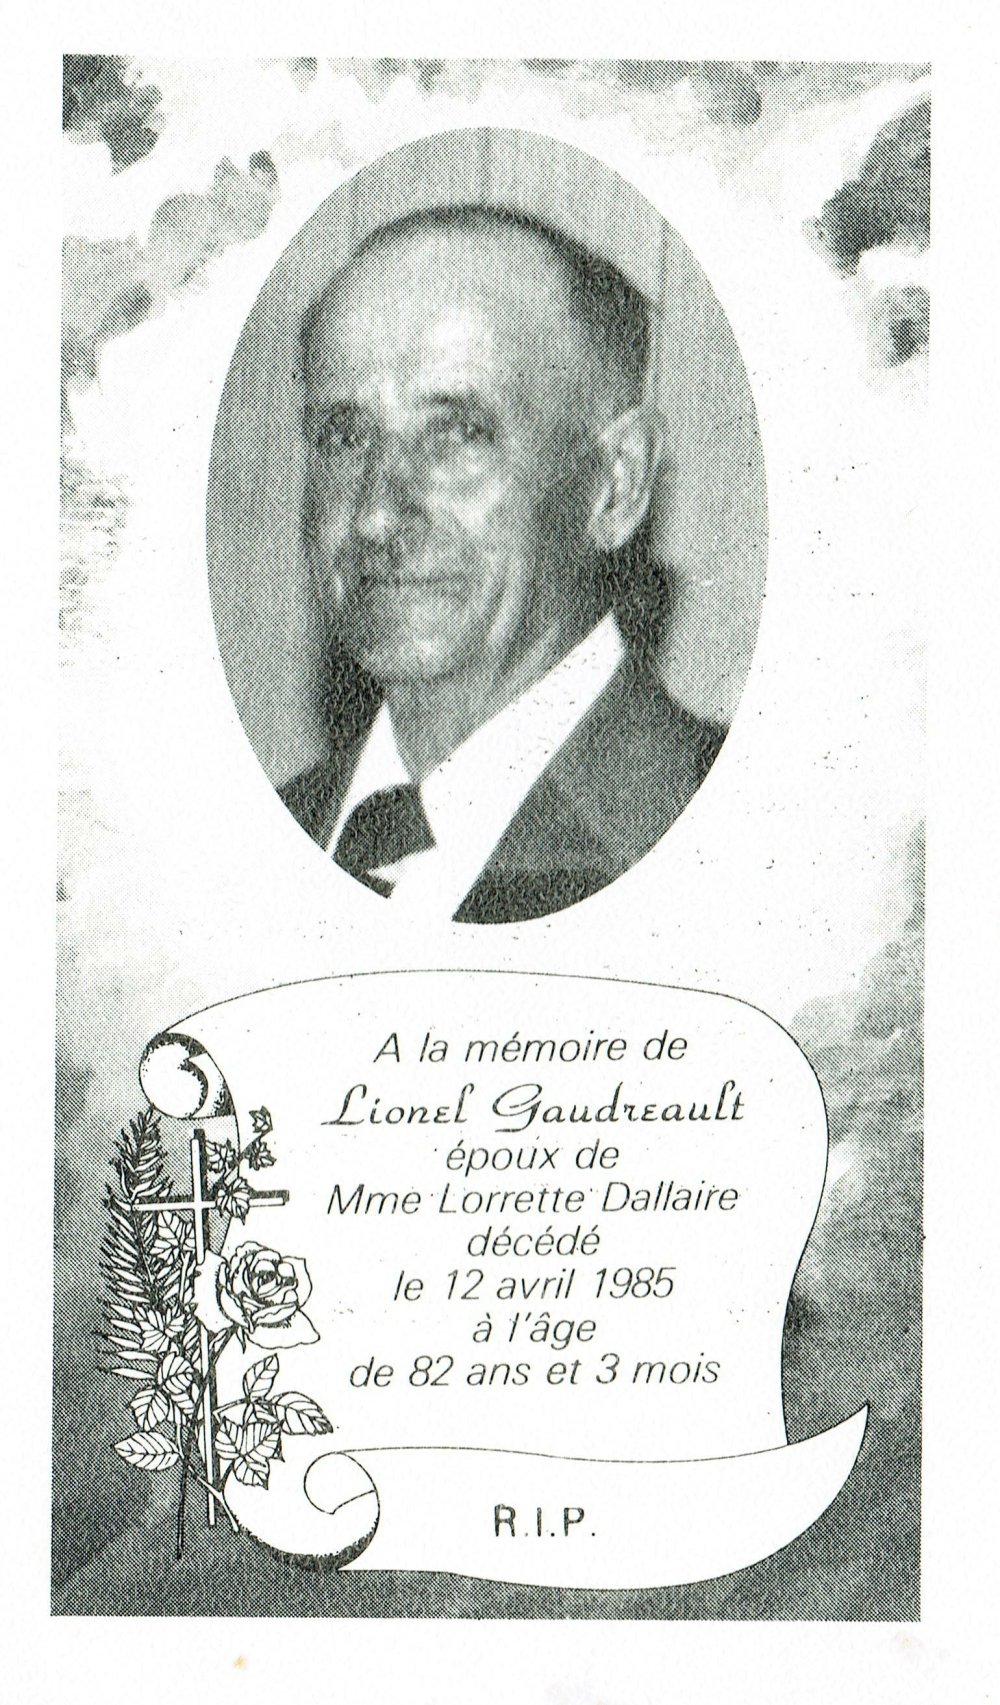 A la mémoire de
Lionel Gaudreault
époux de
Mme Lorrette Dallaire
décédé
le 12 avril 1985
à l'âge
de 82 ans et 3 mois
R.I.P.